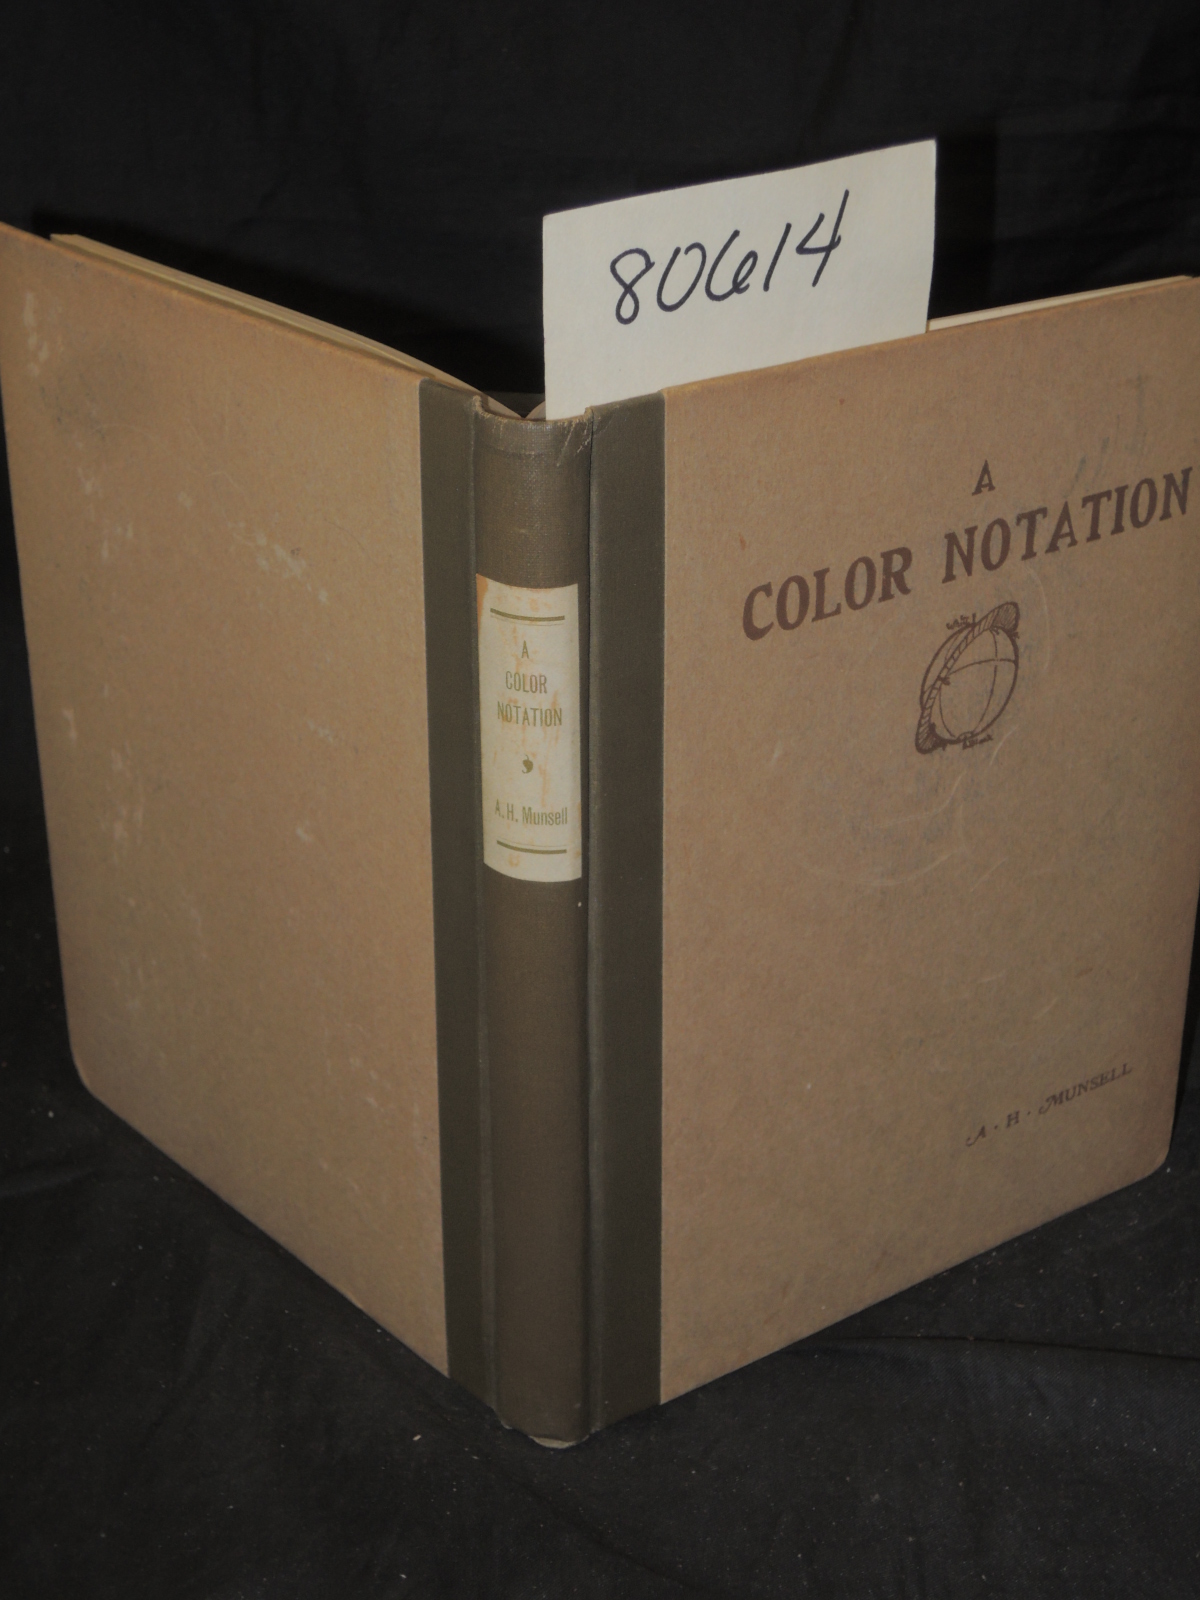 80614
A
COLOR
NOTATION
A. H. Munsell
A
COLOR NOTATION
A · H · MUNSELL